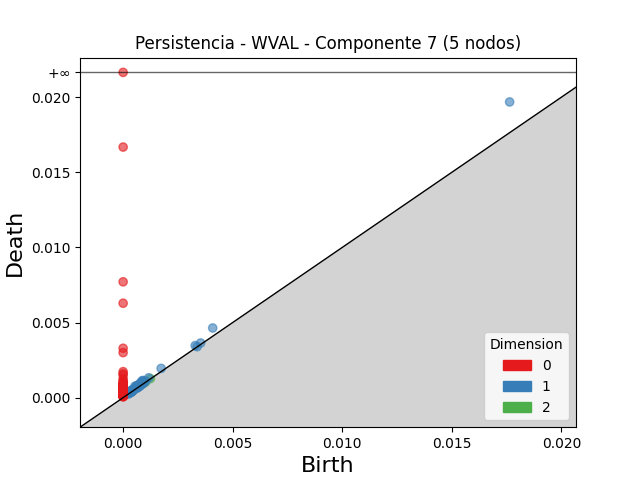 Persistencia - WVAL - Componente 7 (5 nodos)
+∞
0.020
0.015
0.010
0.005
0.000
Death
0.000 0.005 0.010 0.015 0.020
Birth
Dimension
0
1
2